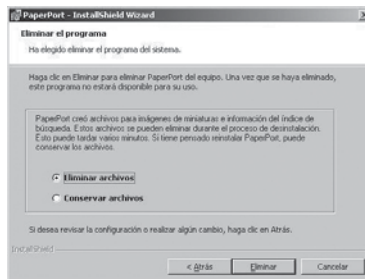 PaperPort - InstallShield Wizard
Eliminar el programa
Ha elegido eliminar el programa del sistema.
Haga clic en Eliminar para eliminar PaperPort del equipo. Una vez que se haya eliminado,
este programa no estará disponible para su uso.
PaperPort creó archivos para imágenes de miniaturas e información del índice de
búsqueda. Estos archivos se pueden eliminar durante el proceso de desinstalación.
Esto puede tardar varios minutos. Si tiene pensado reinstalar PaperPort, puede
conservar los archivos.
Eliminar archivos
Conservar archivos
Si desea revisar la configuración o realizar algún cambio, haga clic en Atrás.
InstallShield
< Atrás Eliminar Cancelar